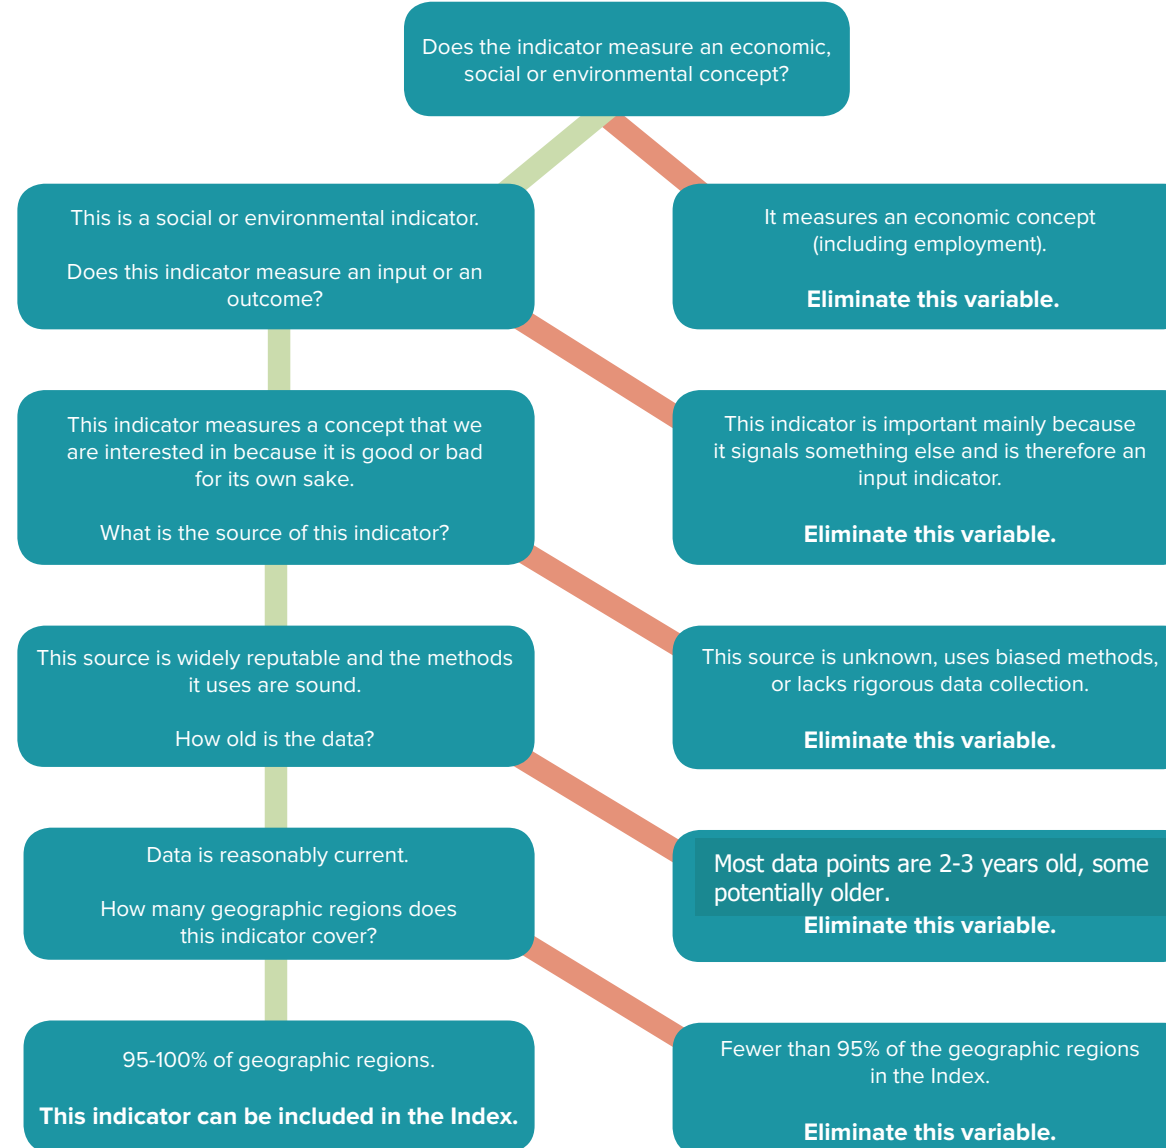 Does the indicator measure an economic,
social or environmental concept?
This is a social or environmental indicator.
Does this indicator measure an input or an
outcome?
It measures an economic concept
(including employment).
Eliminate this variable.
This indicator measures a concept that we
are interested in because it is good or bad
for its own sake.
What is the source of this indicator?
This indicator is important mainly because
it signals something else and is therefore an
input indicator.
Eliminate this variable.
This source is widely reputable and the methods
it uses are sound.
How old is the data?
This source is unknown, uses biased methods,
or lacks rigorous data collection.
Eliminate this variable.
Data is reasonably current.
How many geographic regions does
this indicator cover?
Most data points are 2-3 years old, some
potentially older.
Eliminate this variable.
95-100% of geographic regions.
This indicator can be included in the Index.
Fewer than 95% of the geographic regions
in the Index.
Eliminate this variable.